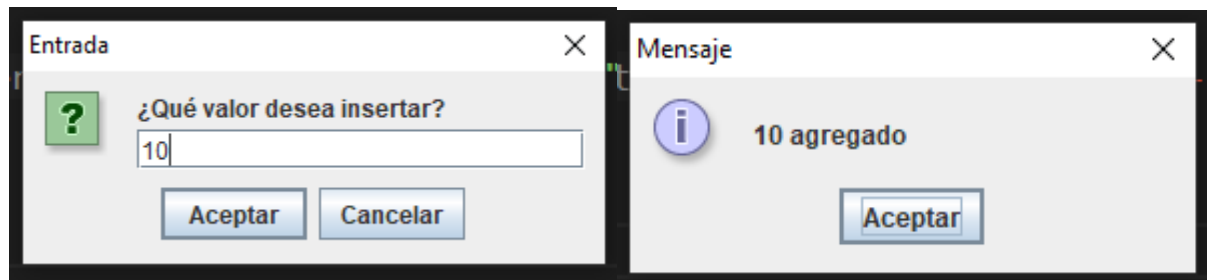 Entrada
¿Qué valor desea insertar?
10
Aceptar Cancelar
Mensaje
10 agregado
Aceptar